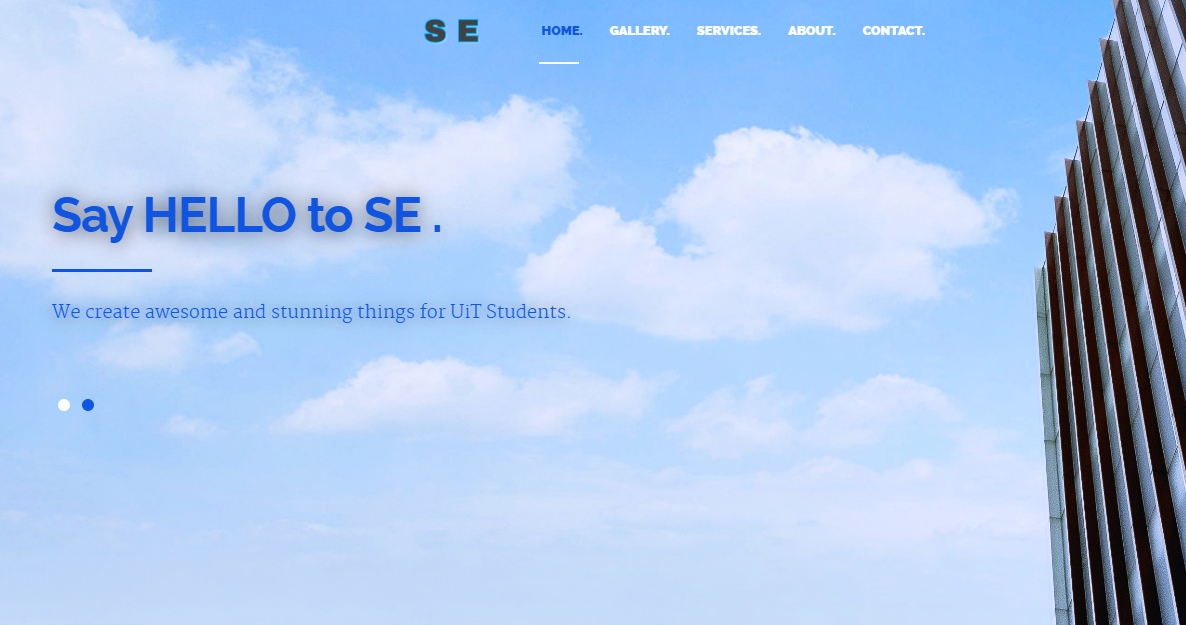 S E
HOME. GALLERY. SERVICES. ABOUT. CONTACT.
Say HELLO to SE .
We create awesome and stunning things for UiT Students.